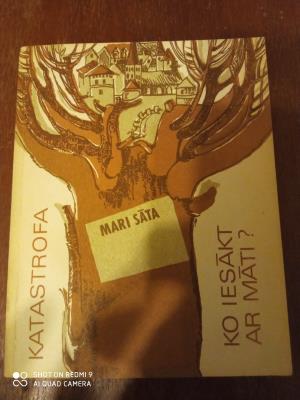 MARI SĀTA
KATASTROFA
KO IESĀKT
AR MĀTI?
SHOT ON REDMI 9
AI QUAD CAMERA